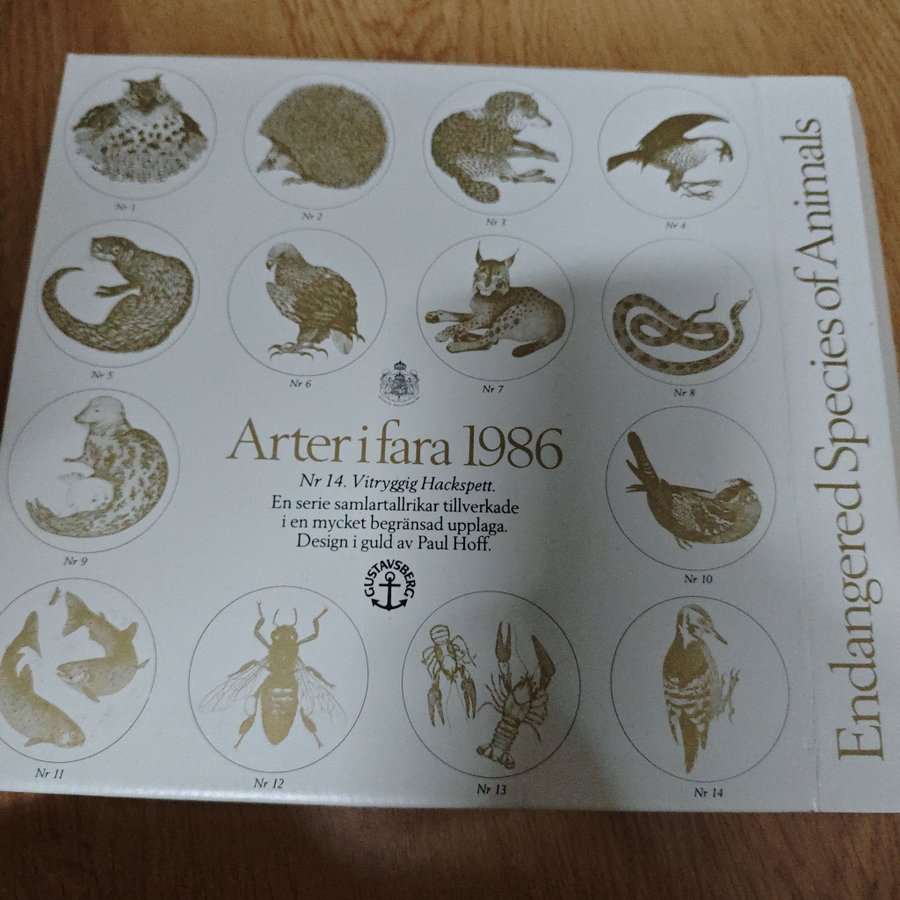 Nr 1
Nr 2
Nr 3
Nr 4
Nr 5
Nr 6
Nr 7
Nr 8
Arter i fara 1986
Nr 14. Vitryggig Hackspett.
En serie samlartallrikar tillverkade
i en mycket begränsad upplaga.
Design i guld av Paul Hoff.
GUSTAVSBERG
Nr 9
Nr 10
Nr 11
Nr 12
Nr 13
Nr 14
Endangered Species of Animals